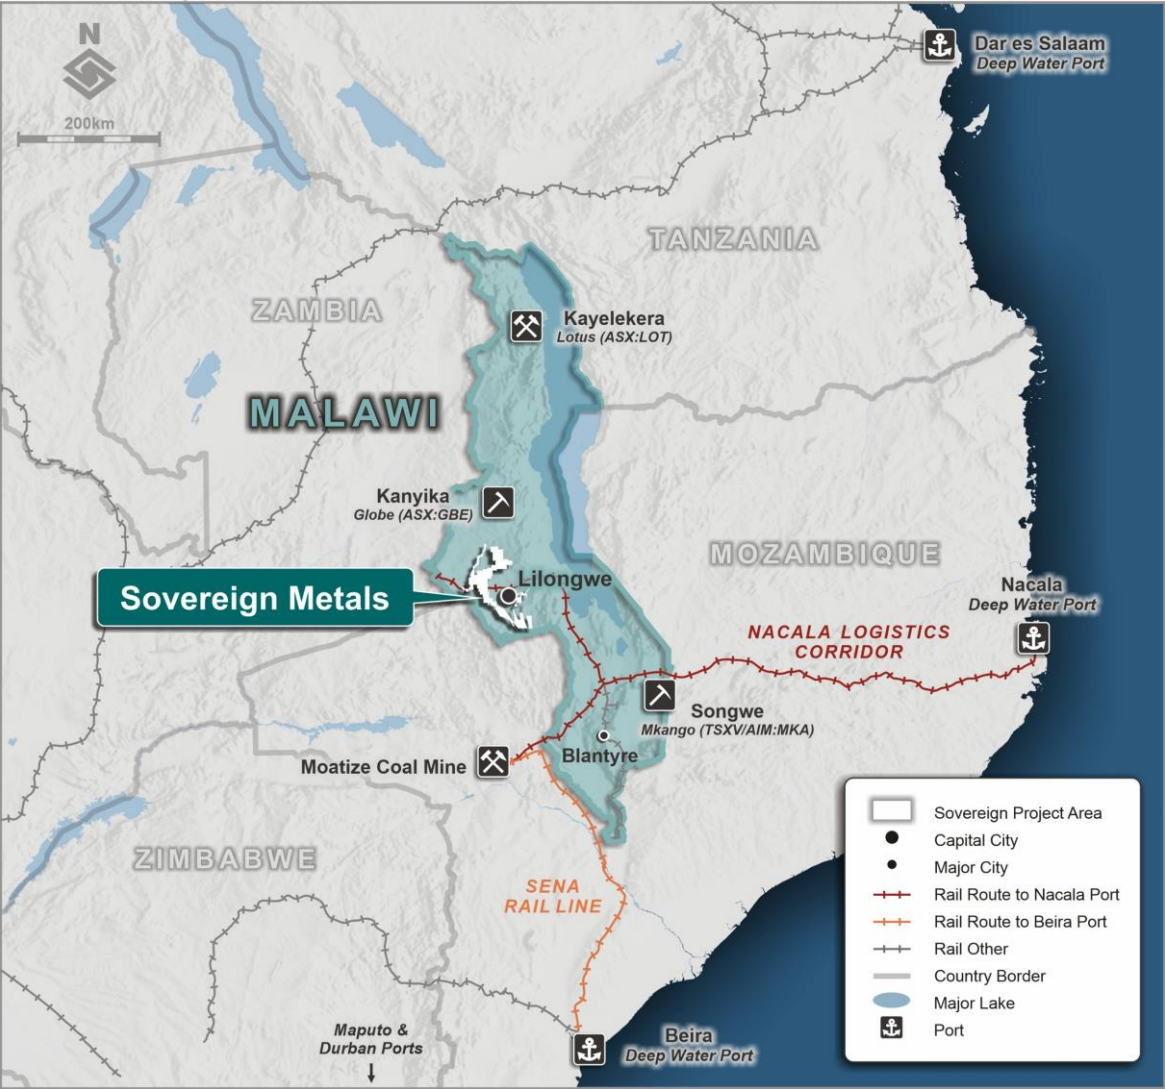 N
200km
Dar es Salaam
Deep Water Port
TANZANIA
ZAMBIA
Kayelekera
Lotus (ASX:LOT)
MALAWI
Kanyika
Globe (ASX:GBE)
MOZAMBIQUE
Lilongwe
Sovereign Metals
Nacala
Deep Water Port
NACALA LOGISTICS
CORRIDOR
Songwe
Mkango (TSXV/AIM:MKA)
Blantyre
Moatize Coal Mine
ZIMBABWE
SENA
RAIL LINE
Sovereign Project Area
Capital City
Major City
Rail Route to Nacala Port
Rail Route to Beira Port
Rail Other
Country Border
Major Lake
Port
Maputo &
Durban Ports
Beira
Deep Water Port